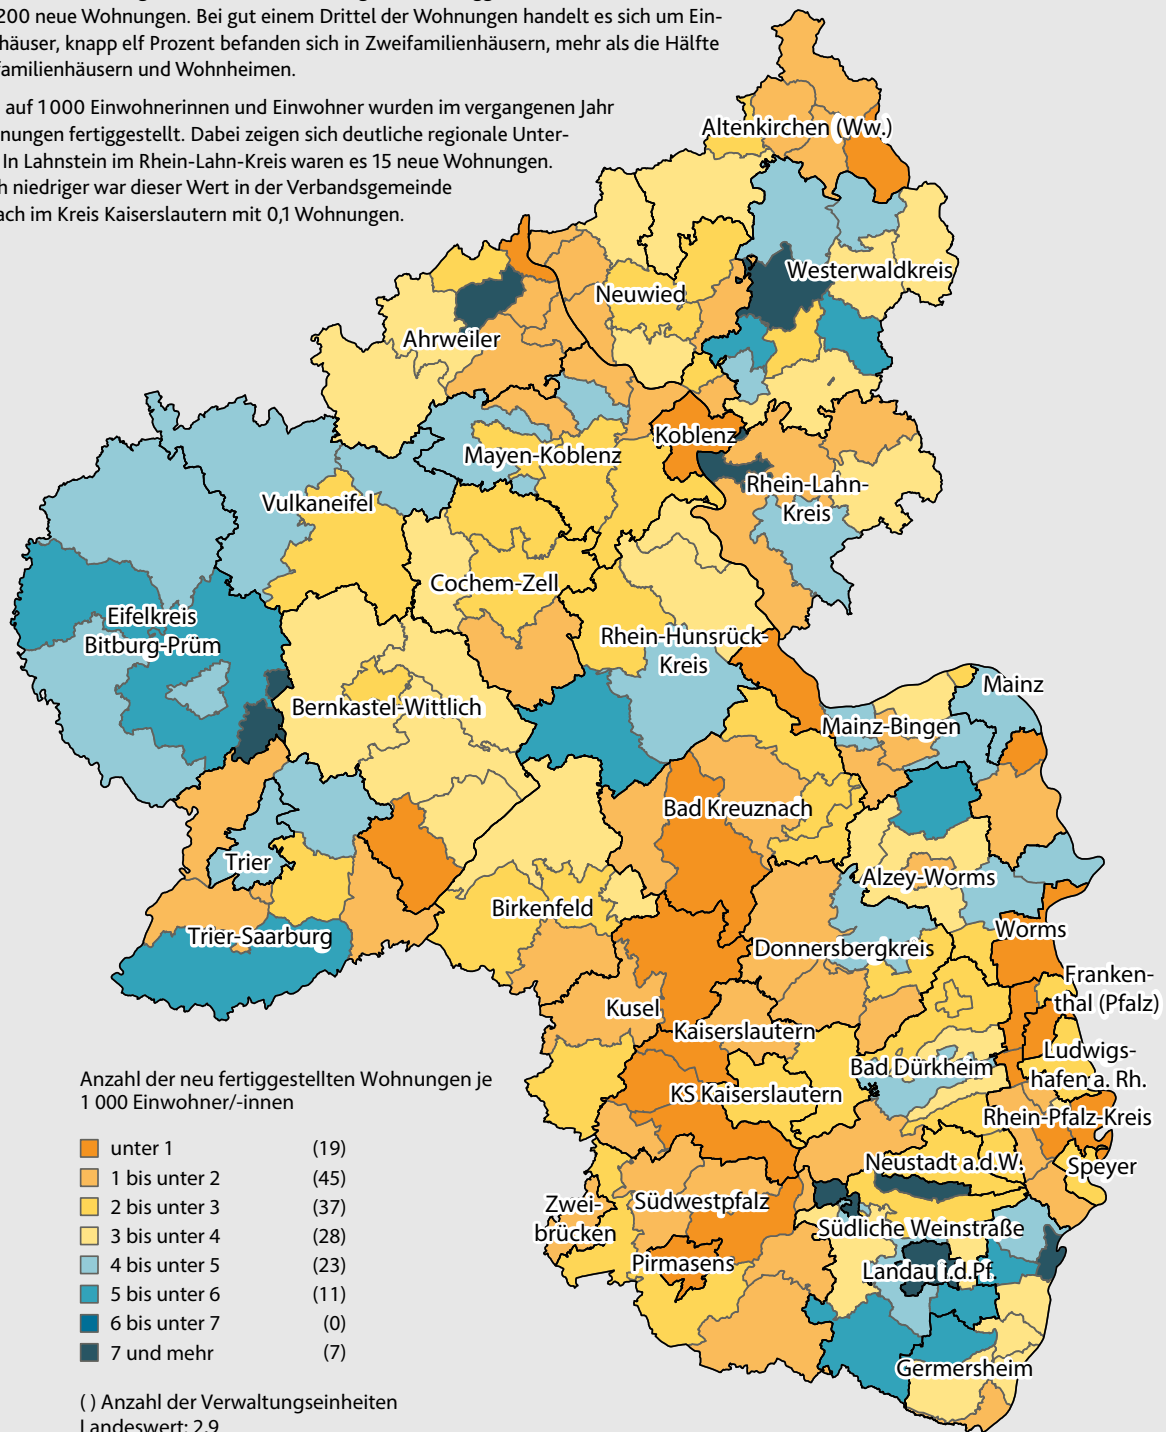 200 neue Wohnungen. Bei gut einem Drittel der Wohnungen handelt es sich um Ein-
häuser, knapp elf Prozent befanden sich in Zweifamilienhäusern, mehr als die Hälfte
familienhäusern und Wohnheimen.
auf 1 000 Einwohnerinnen und Einwohner wurden im vergangenen Jahr
nungen fertiggestellt. Dabei zeigen sich deutliche regionale Unter-
In Lahnstein im Rhein-Lahn-Kreis waren es 15 neue Wohnungen.
h niedriger war dieser Wert in der Verbandsgemeinde
ach im Kreis Kaiserslautern mit 0,1 Wohnungen.
Altenkirchen (Ww.)
Westerwaldkreis
Neuwied
Ahrweiler
Koblenz
Mayen-Koblenz
Rhein-Lahn-
Kreis
Vulkaneifel
Cochem-Zell
Eifelkreis
Bitburg-Prüm
Rhein-Hunsrück-
Kreis
Mainz
Bernkastel-Wittlich
Mainz-Bingen
Bad Kreuznach
Trier
Alzey-Worms
Birkenfeld
Worms
Trier-Saarburg
Donnersbergkreis
Franken-
thal (Pfalz)
Kusel
Kaiserslautern
Ludwigs-
hafen a. Rh.
Bad Dürkheim
KS Kaiserslautern
Rhein-Pfalz-Kreis
Neustadt a.d.W.
Speyer
Zwei-
brücken
Südwestpfalz
Südliche Weinstraße
Pirmasens
Landau i.d.Pf.
Germersheim
Anzahl der neu fertiggestellten Wohnungen je
1 000 Einwohner/-innen
unter 1 (19)
1 bis unter 2 (45)
2 bis unter 3 (37)
3 bis unter 4 (28)
4 bis unter 5 (23)
5 bis unter 6 (11)
6 bis unter 7 (0)
7 und mehr (7)
( ) Anzahl der Verwaltungseinheiten
Landeswert: 2,9